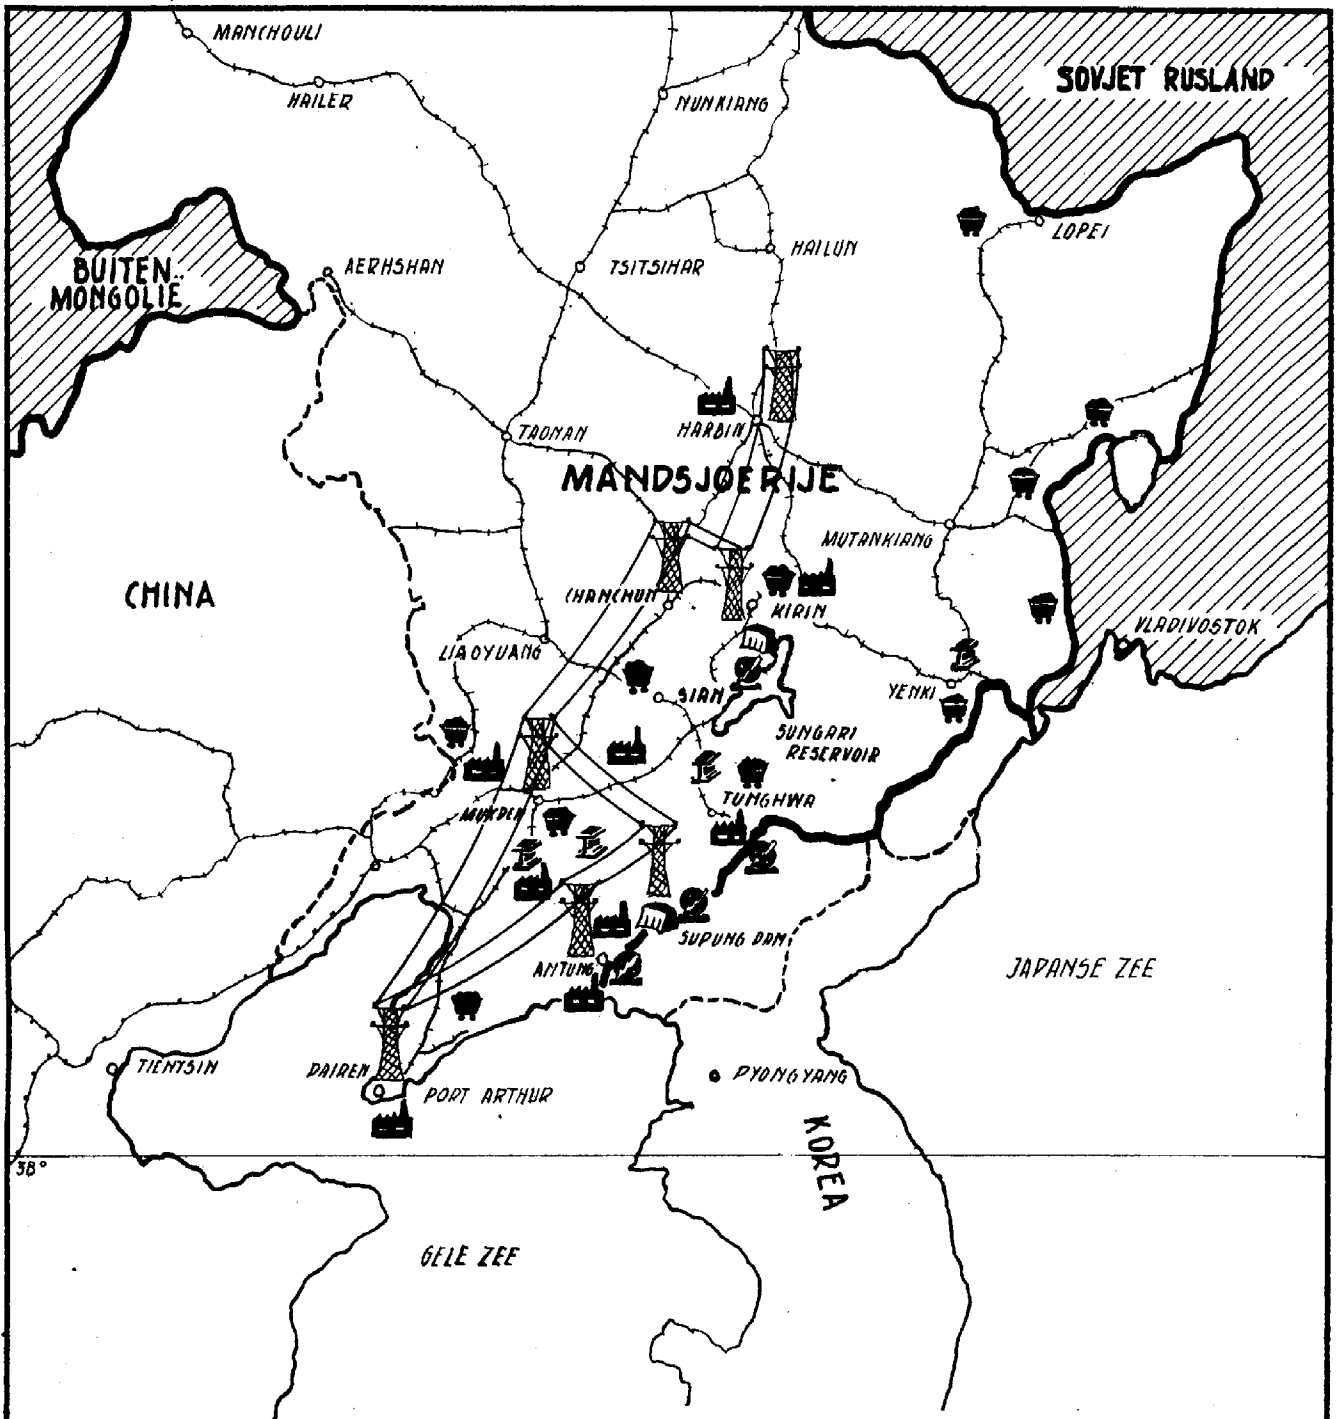 MANCHOULI
HAILER
NUNKIANG
SOVJET RUSLAND
LOPEI
HAILUN
BUITEN-
MONGOLIE
AERHSHAN
TSITSIHAR
TAONAN
HARBIN
MANDSJOERIJE
MUTANKIANG
CHINA
CHANCHUN
KIRIN
VLADIVOSTOK
LIAOYUANG
SIAN
YENKI
SUNGARI
RESERVOIR
TUNGHWA
MUKDEN
SUPUNG DAM
ANTUNG
JAPANSE ZEE
TIENTSIN
DAIREN
PORT ARTHUR
PYONGYANG
KOREA
38°
GELE ZEE